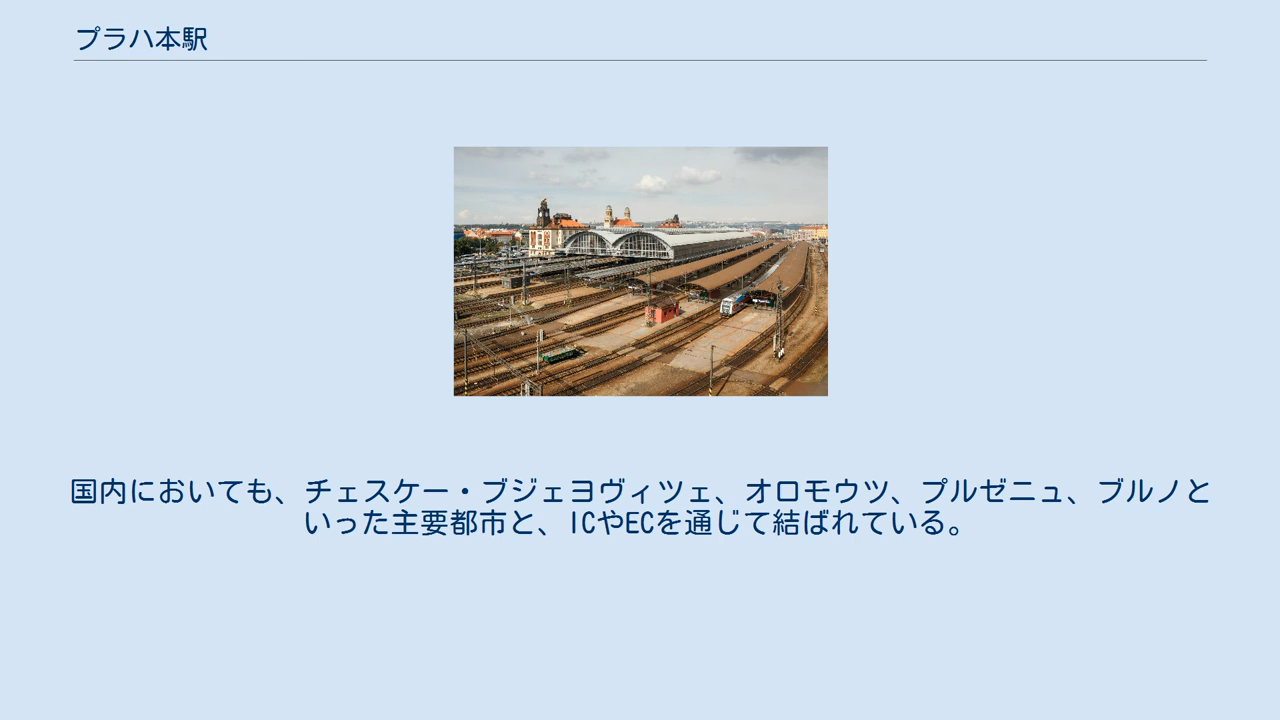 プラハ本駅
国内においても、チェスケー・ブジェヨヴィツェ、オロモウツ、プルゼニュ、ブルノと
いった主要都市と、ICやECを通じて結ばれている。